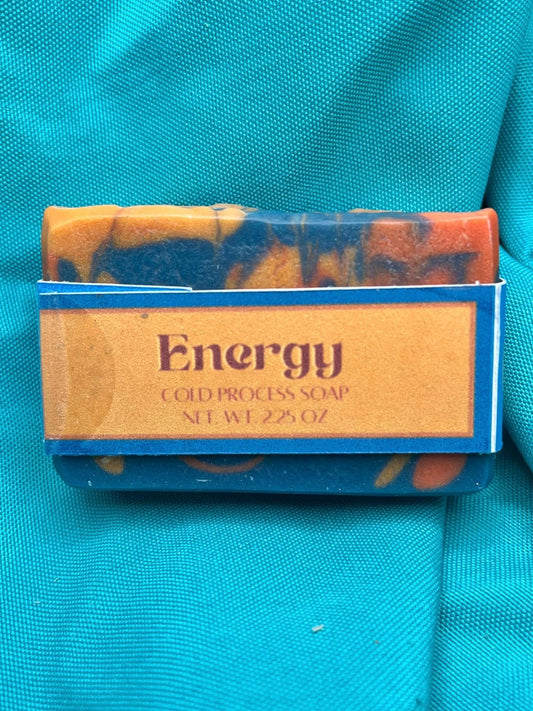 Energy
COLD PROCESS SOAP
NET. WT. 2.25 OZ